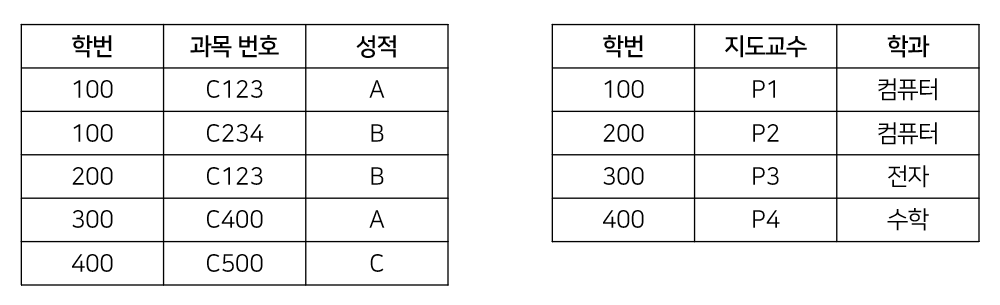 학번 과목 번호 성적
100 C123 A
100 C234 B
200 C123 B
300 C400 A
400 C500 C
학번 지도교수 학과
100 P1 컴퓨터
200 P2 컴퓨터
300 P3 전자
400 P4 수학